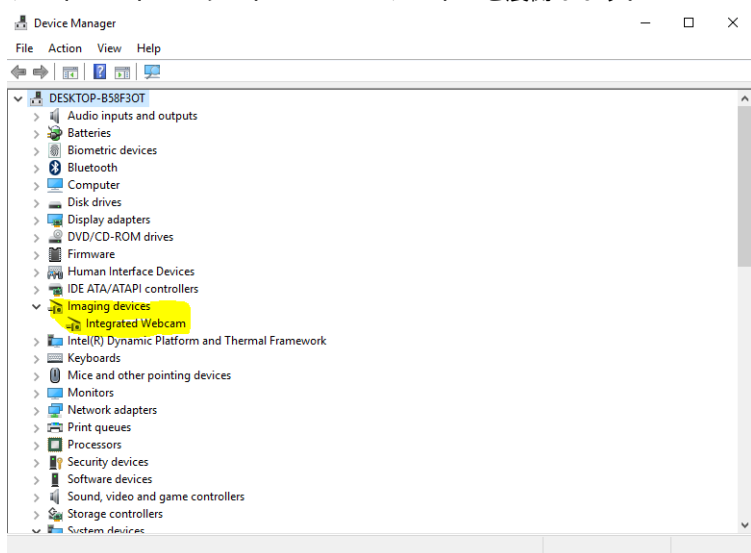 Device Manager
File Action View Help
DESKTOP-B58F3OT
Audio inputs and outputs
Batteries
Biometric devices
Bluetooth
Computer
Disk drives
Display adapters
DVD/CD-ROM drives
Firmware
Human Interface Devices
IDE ATA/ATAPI controllers
Imaging devices
Integrated Webcam
Intel(R) Dynamic Platform and Thermal Framework
Keyboards
Mice and other pointing devices
Monitors
Network adapters
Print queues
Processors
Security devices
Software devices
Sound, video and game controllers
Storage controllers
System devices